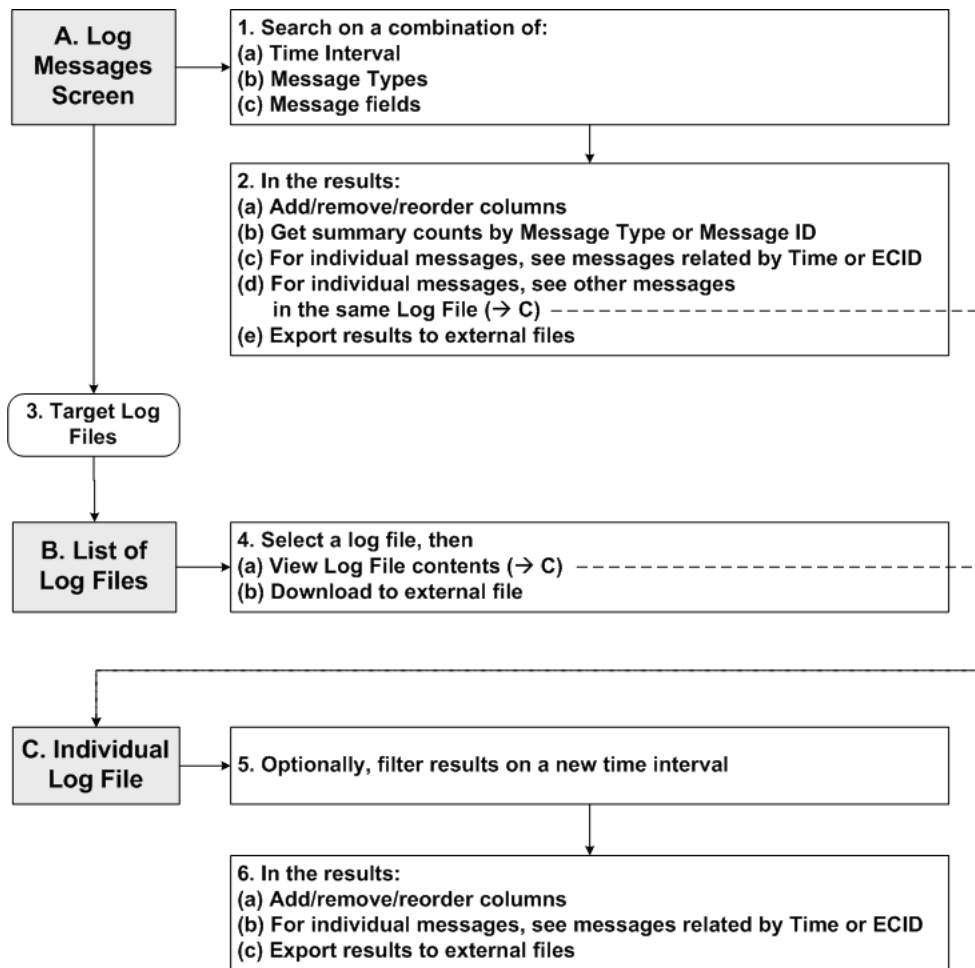 A. Log
Messages
Screen
1. Search on a combination of:
(a) Time Interval
(b) Message Types
(c) Message fields
2. In the results:
(a) Add/remove/reorder columns
(b) Get summary counts by Message Type or Message ID
(c) For individual messages, see messages related by Time or ECID
(d) For individual messages, see other messages
in the same Log File (→ C)
(e) Export results to external files
3. Target Log
Files
B. List of
Log Files
4. Select a log file, then
(a) View Log File contents (→ C)
(b) Download to external file
C. Individual
Log File
5. Optionally, filter results on a new time interval
6. In the results:
(a) Add/remove/reorder columns
(b) For individual messages, see messages related by Time or ECID
(c) Export results to external files